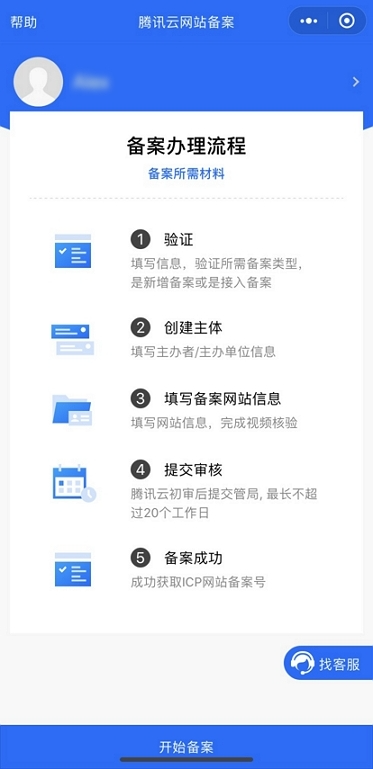 帮助
腾讯云网站备案
备案办理流程
备案所需材料
1 验证
填写信息，验证所需备案类型，
是新增备案或是接入备案
2 创建主体
填写主办者/主办单位信息
3 填写备案网站信息
填写网站信息，完成视频核验
4 提交审核
腾讯云初审后提交管局, 最长不超
过20个工作日
5 备案成功
成功获取ICP网站备案号
找客服
开始备案